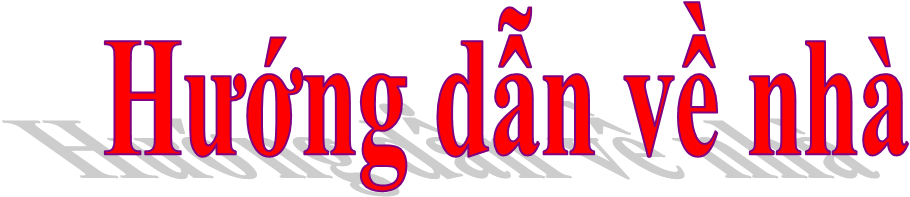 Hướng dẫn về nhà